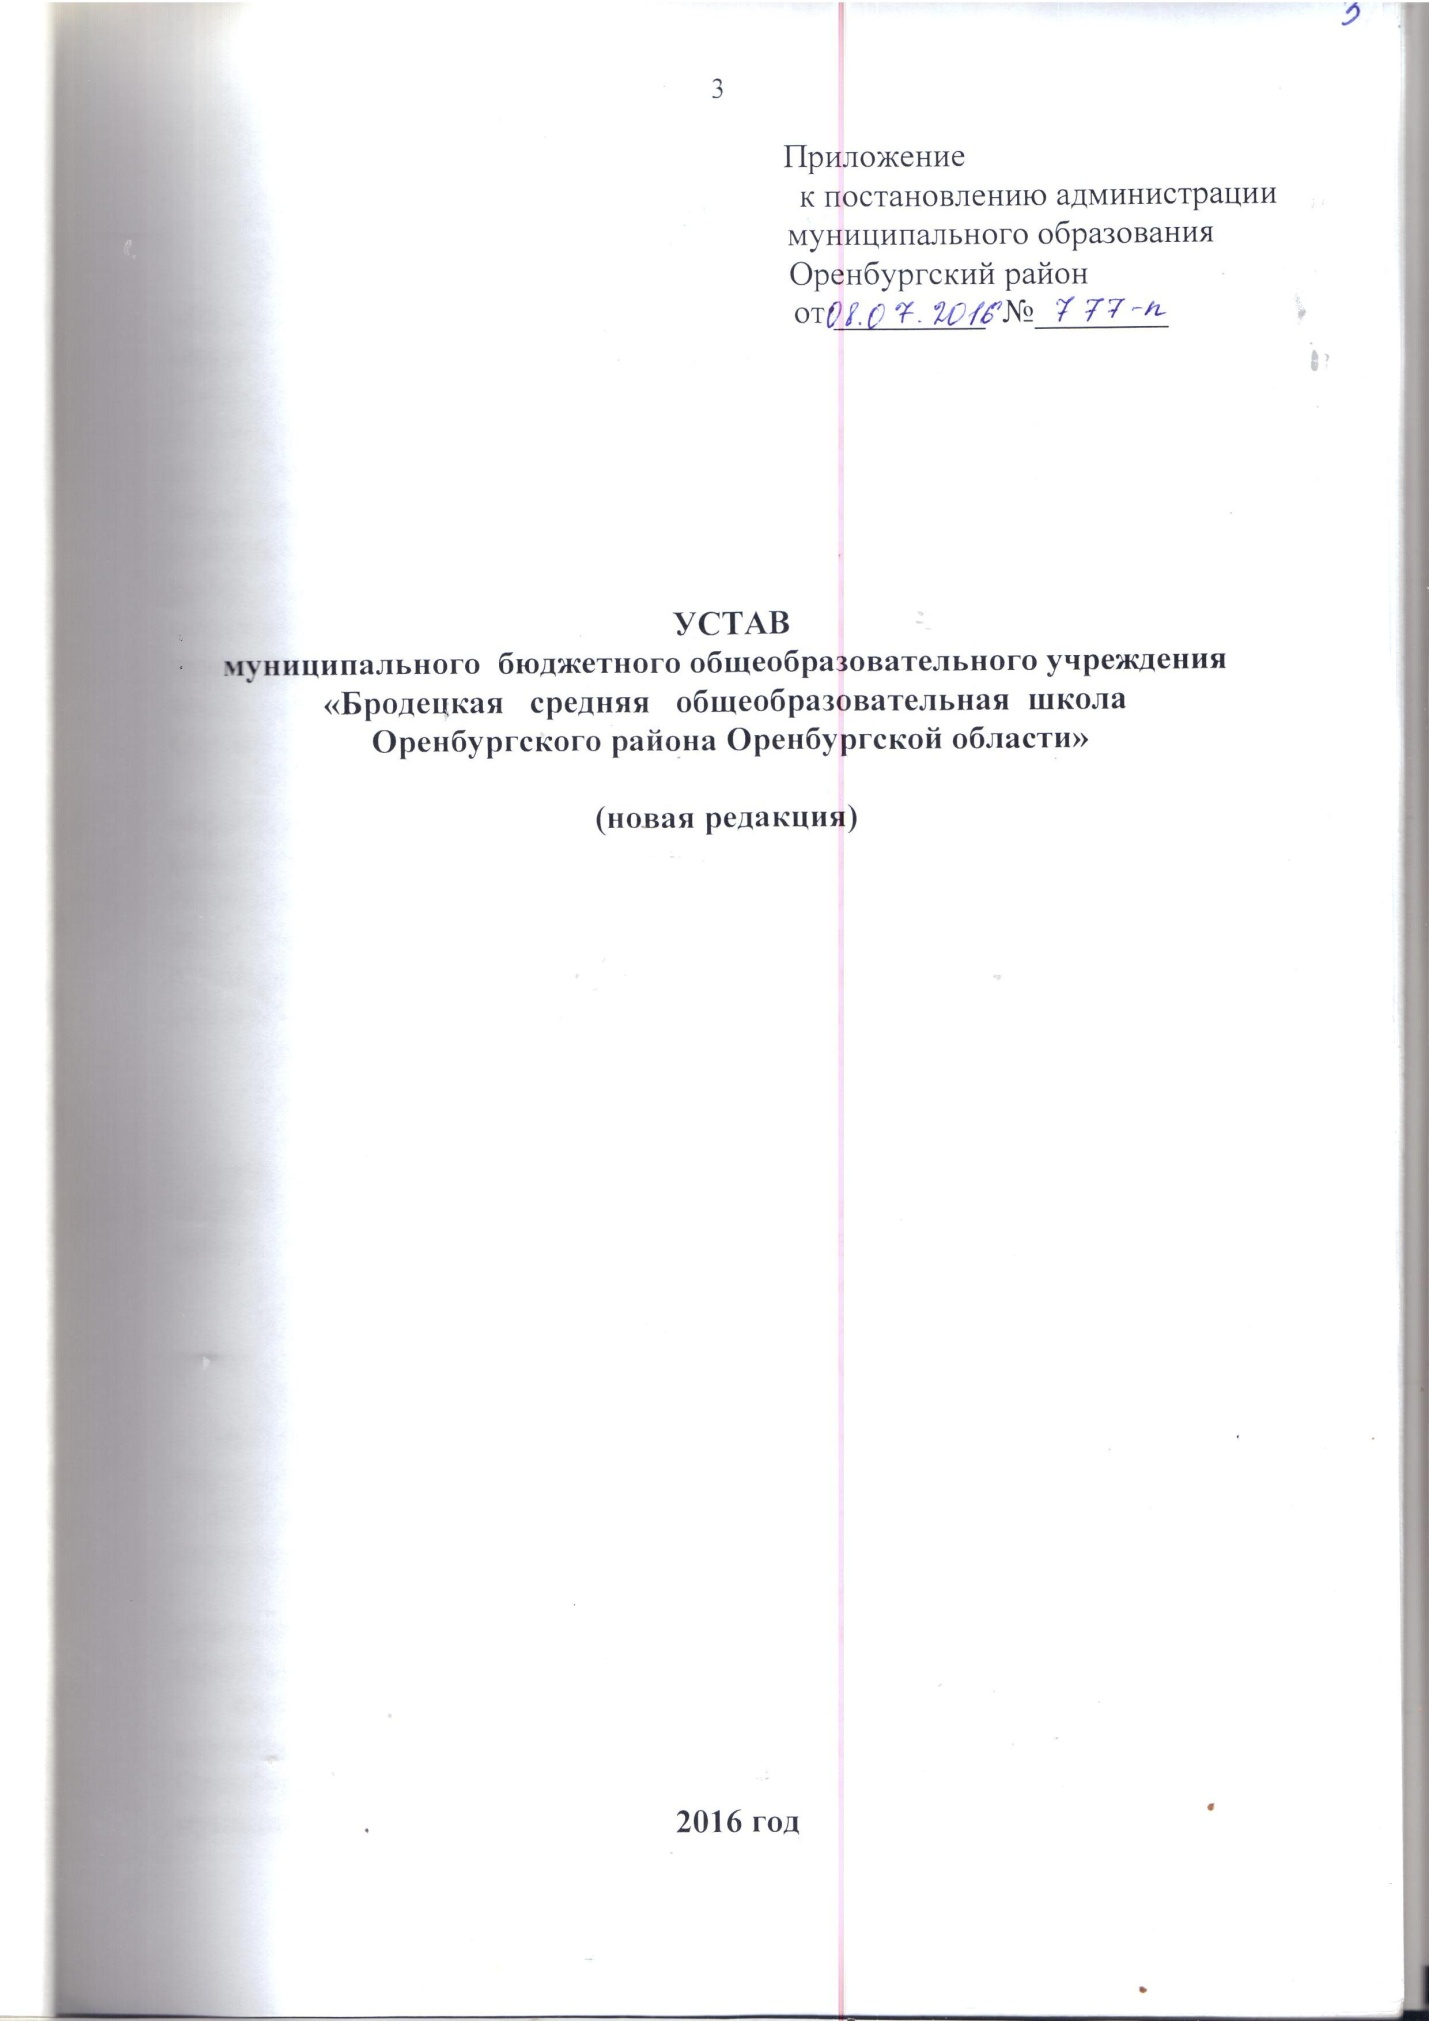 3
Приложение
к постановлению администрации
муниципального образования
Оренбургский район
от 08.07.2016 № 777-п
УСТАВ
муниципального бюджетного общеобразовательного учреждения
«Бродецкая средняя общеобразовательная школа
Оренбургского района Оренбургской области»
(новая редакция)
2016 год